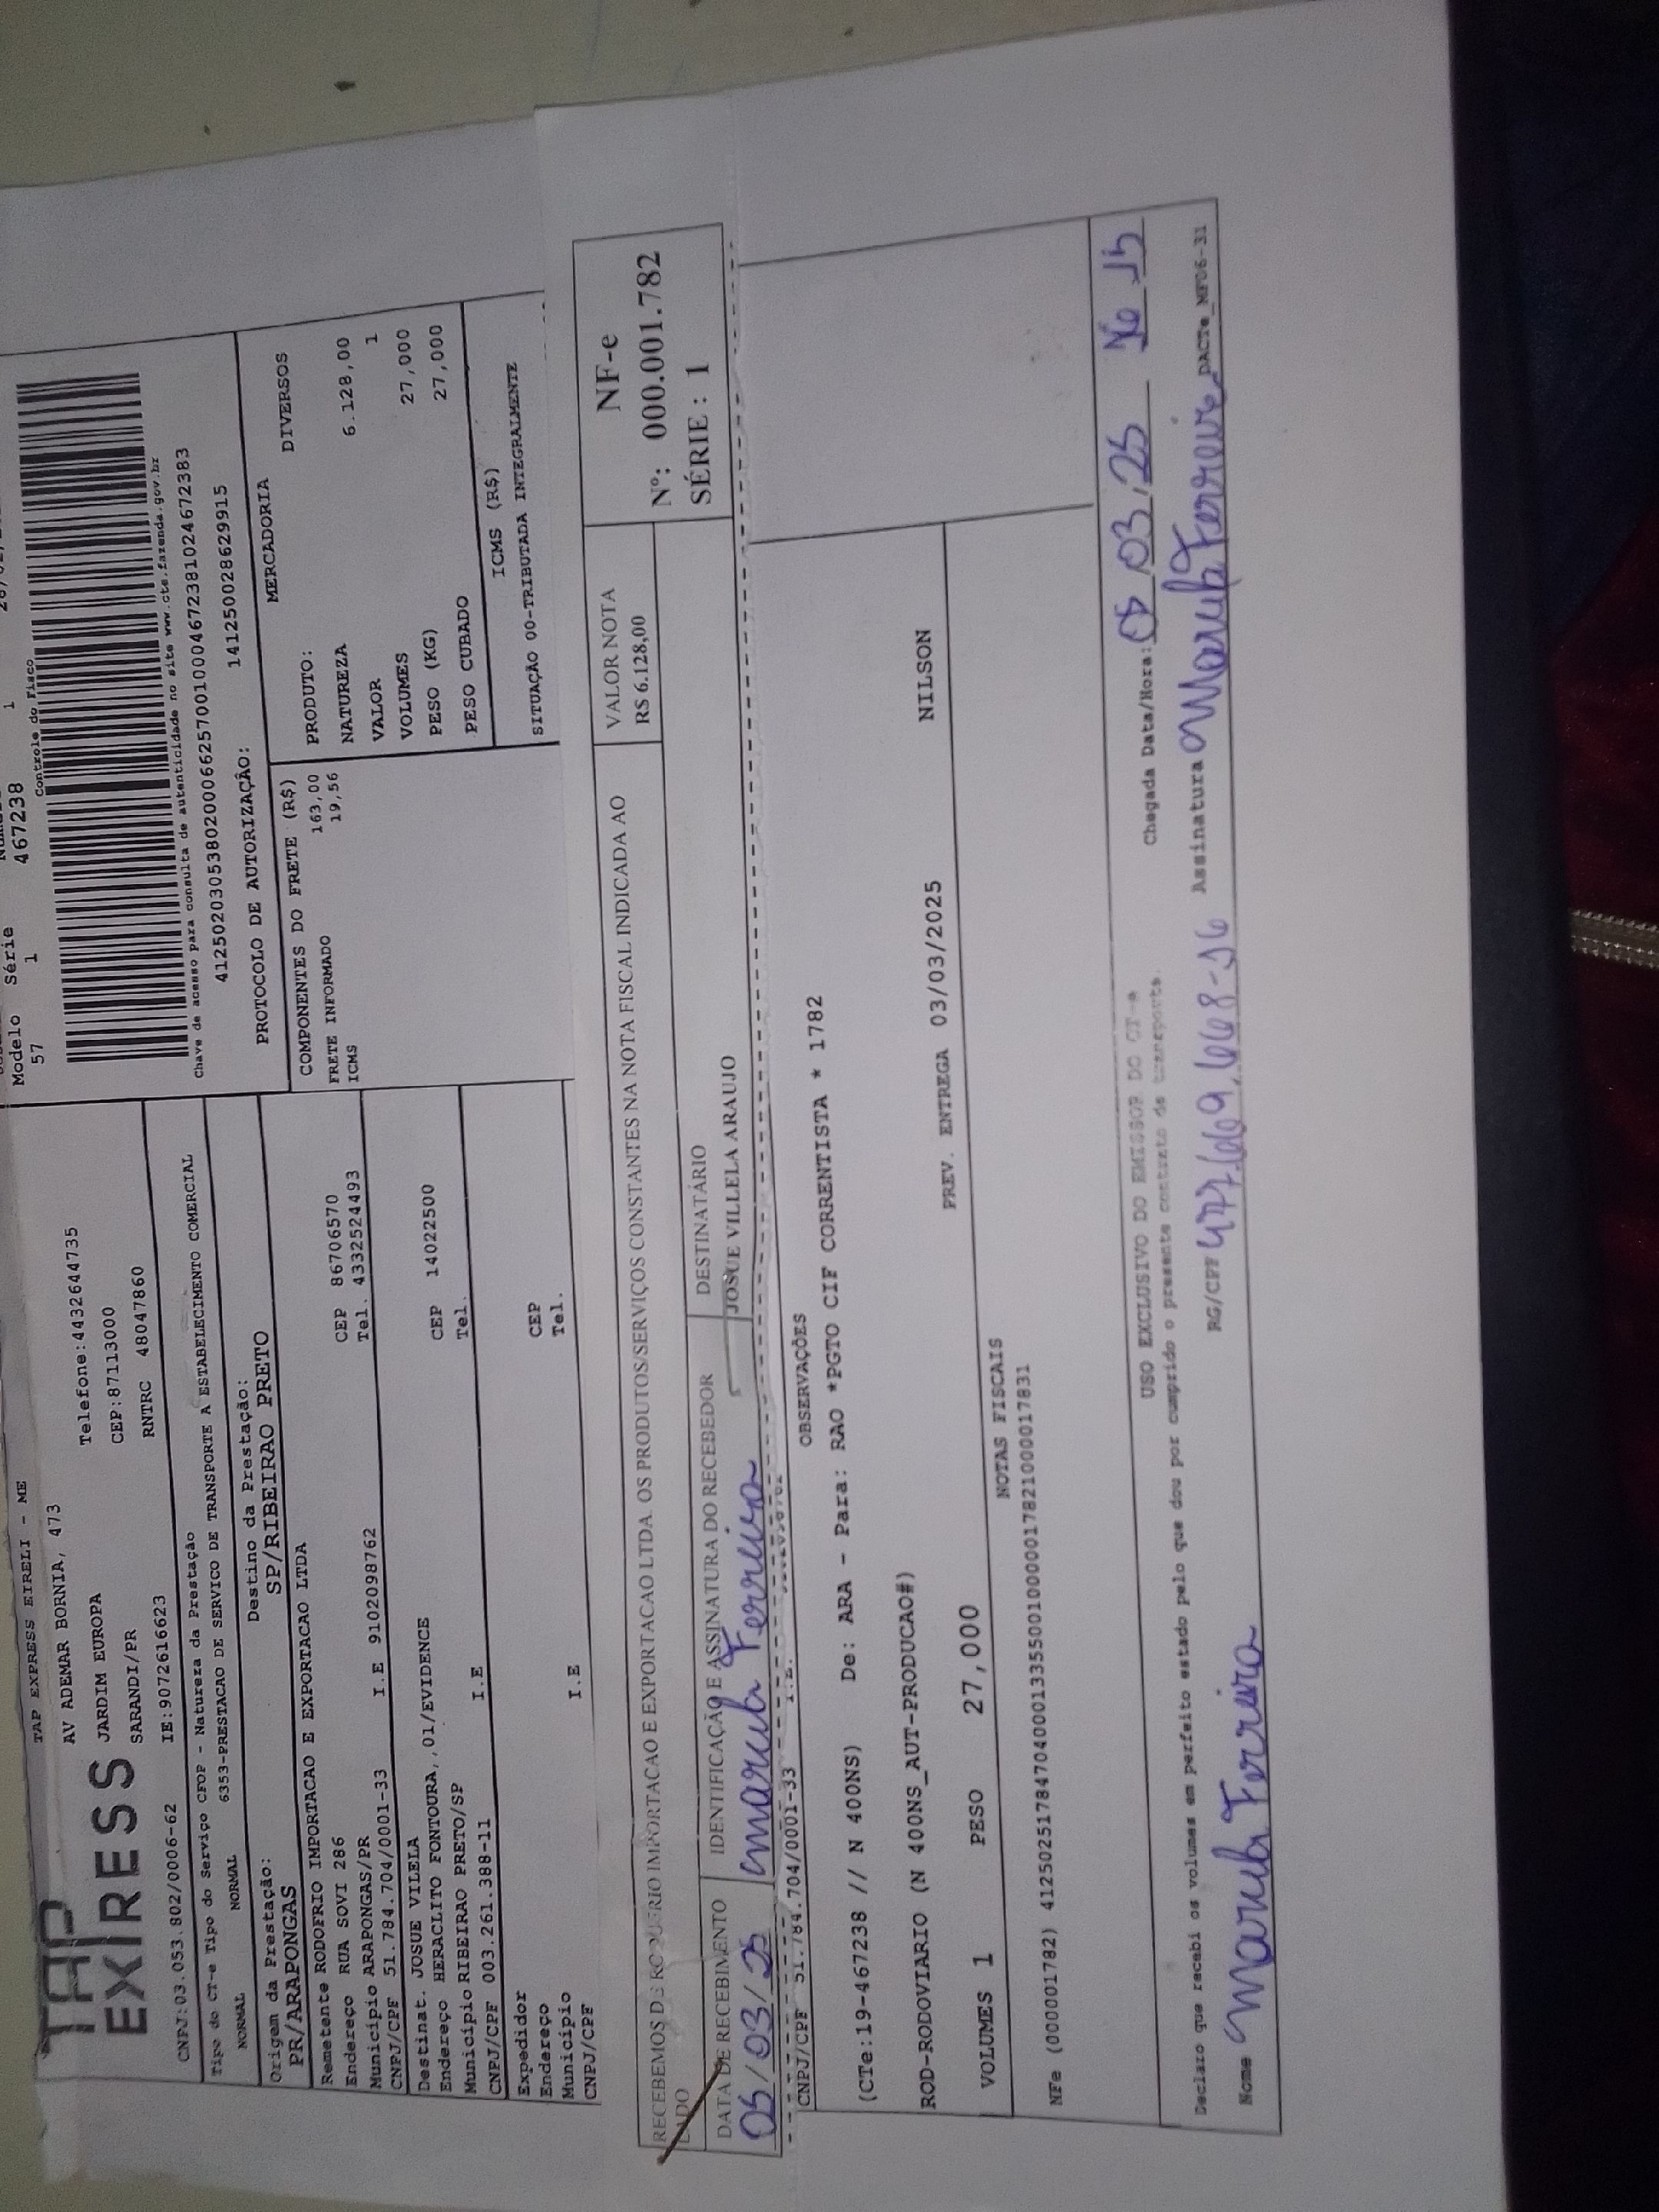 TAP
EXPRESS
TAP EXPRESS EIRELI - ME
AV ADEMAR BORNIA, 473
JARDIM EUROPA
Telefone:4432644735
SARANDI/PR
CEP:87113000
CNPJ:03.053.802/0006-62 IE:9072616623 RNTRC 48047860
Modelo Série
57 1 467238 1
Controle do Fisco
Chave de acesso para consulta de autenticidade no site www.cte.fazenda.gov.br
41250203053802000662570010004672381024672383
PROTOCOLO DE AUTORIZAÇÃO: 141250028629915
Tipo do CT-e Tipo do Serviço CFOP - Natureza da Prestação
NORMAL NORMAL 6353-PRESTACAO DE SERVICO DE TRANSPORTE A ESTABELECIMENTO COMERCIAL
Origem da Prestação: Destino da Prestação:
PR/ARAPONGAS SP/RIBEIRAO PRETO
Remetente RODOFRIO IMPORTACAO E EXPORTACAO LTDA
Endereço RUA SOVI 286 CEP 86706570
Município ARAPONGAS/PR Tel. 4332524493
CNPJ/CPF 51.784.704/0001-33 I.E 9102098762
Destinat. JOSUE VILELA
Endereço HERACLITO FONTOURA,,01/EVIDENCE CEP 14022500
Município RIBEIRAO PRETO/SP Tel.
CNPJ/CPF 003.261.388-11 I.E
Expedidor
Endereço CEP
Município Tel.
CNPJ/CPF I.E
COMPONENTES DO FRETE (R$)
FRETE INFORMADO 163,00
ICMS 19,56
MERCADORIA
PRODUTO: DIVERSOS
NATUREZA
VALOR 6.128,00
VOLUMES 1
PESO (KG) 27,000
PESO CUBADO 27,000
ICMS (R$)
SITUAÇÃO 00-TRIBUTADA INTEGRALMENTE
RECEBEMOS DE RODOFRIO IMPORTACAO E EXPORTACAO LTDA. OS PRODUTOS/SERVIÇOS CONSTANTES NA NOTA FISCAL INDICADA AO
LADO
VALOR NOTA
R$ 6.128,00
NF-e
Nº: 000.001.782
SÉRIE : 1
DATA DE RECEBIMENTO IDENTIFICAÇÃO E ASSINATURA DO RECEBEDOR DESTINATÁRIO
05/03/25 Ferreira JOSUE VILLELA ARAUJO
CNPJ/CPF 51.784.704/0001-33 I.E.
OBSERVAÇÕES
(CTe:19-467238 // N 400NS) De: ARA - Para: RAO *PGTO CIF CORRENTISTA * 1782
ROD-RODOVIARIO (N 400NS_AUT-PRODUCAO#)
PREV. ENTREGA 03/03/2025 NILSON
VOLUMES 1 PESO 27,000
NOTAS FISCAIS
NFe (000001782) 41250251784704000133550010000017821000017831
USO EXCLUSIVO DO EMISSOR DO CT-e
Declaro que recebi os volumes em perfeito estado pelo que dou por cumprido o presente contrato de transporte.
Chegada Data/Hora: 05/03/25
Nome Ferreira RG/CPF Assinatura Ferreira DACTe_MF06-31